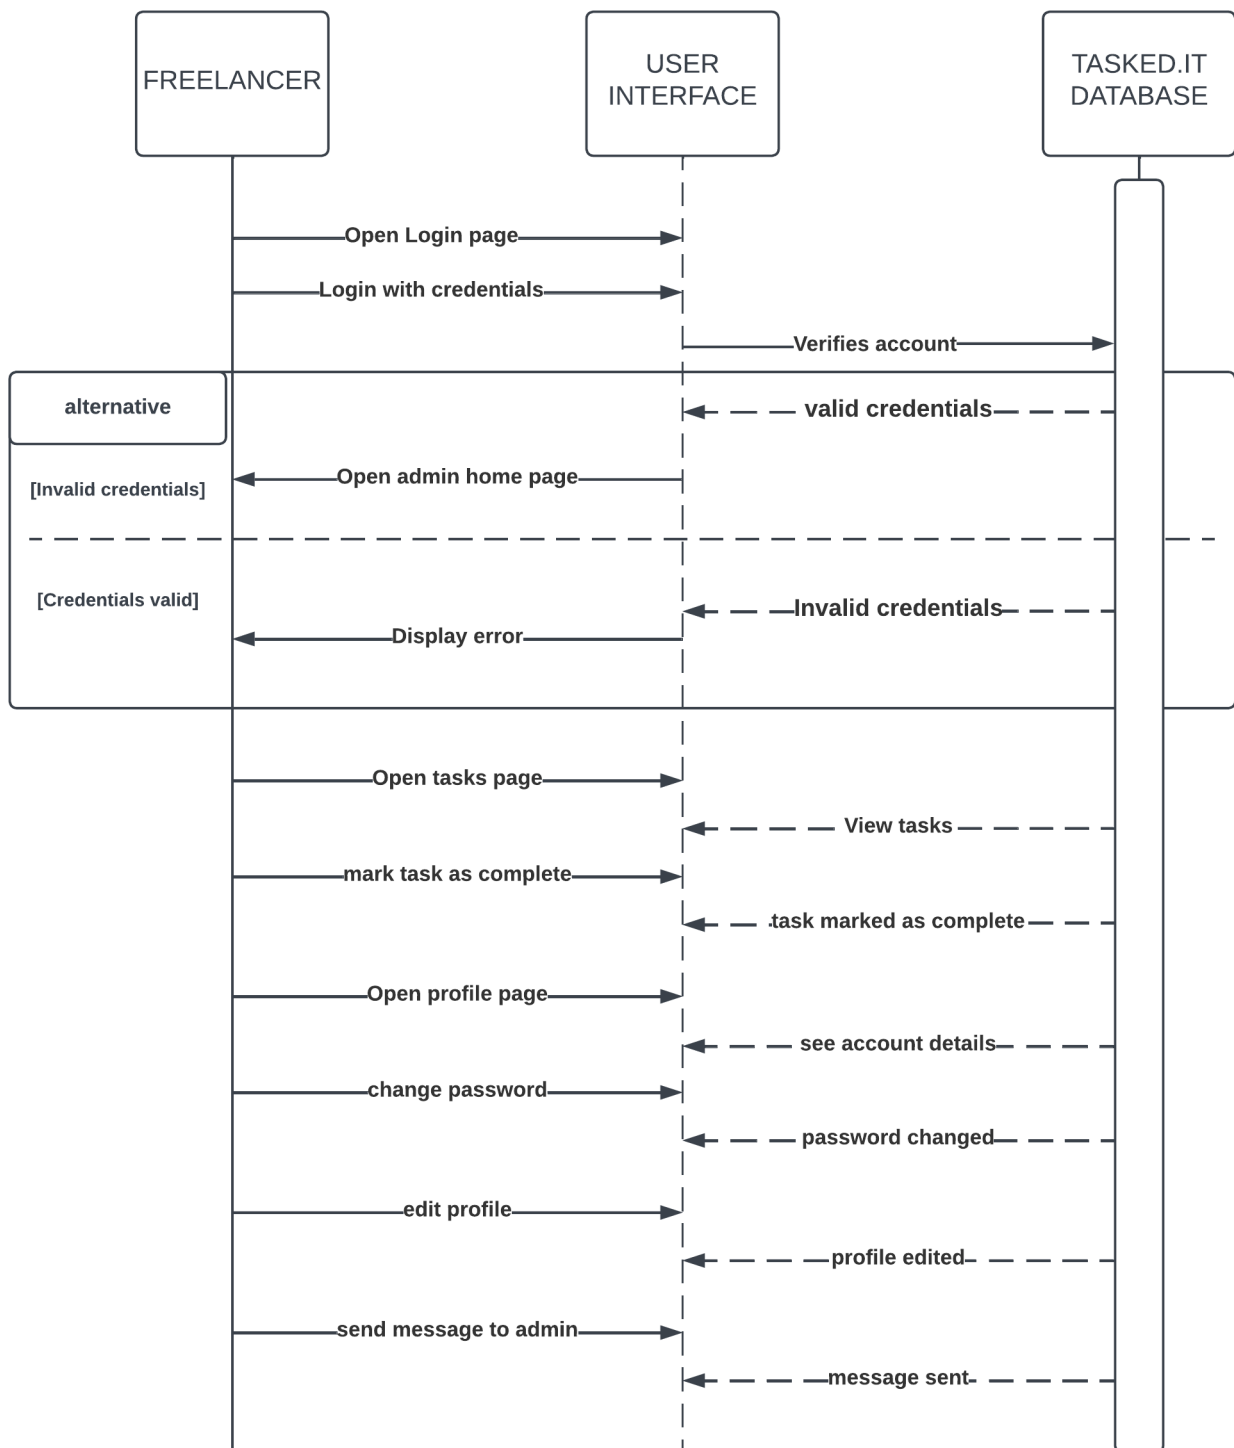 FREELANCER
USER
INTERFACE
TASKED.IT
DATABASE
Open Login page
Login with credentials
Verifies account
alternative
valid credentials
Open admin home page
[Invalid credentials]
[Credentials valid]
Invalid credentials
Display error
Open tasks page
View tasks
mark task as complete
task marked as complete
Open profile page
see account details
change password
password changed
edit profile
profile edited
send message to admin
message sent